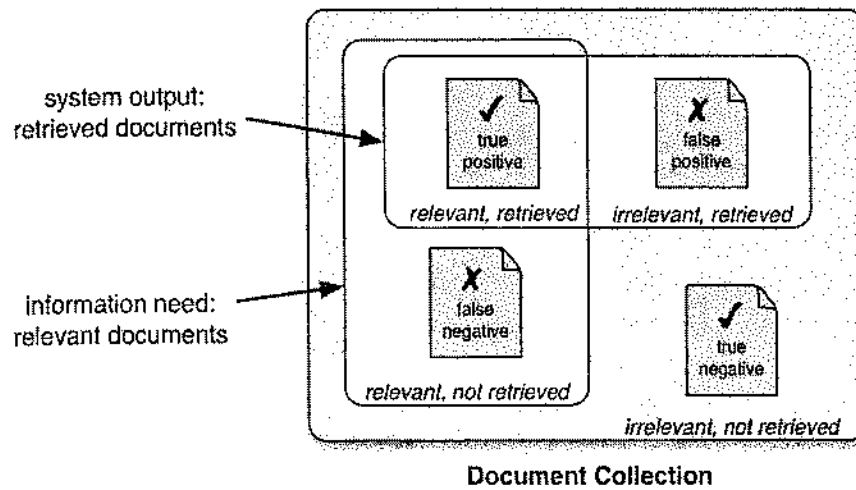 system output:
retrieved documents
✓
true
positive
✗
false
positive
relevant, retrieved
irrelevant, retrieved
information need:
relevant documents
✗
false
negative
✓
true
negative
relevant, not retrieved
irrelevant, not retrieved
Document Collection